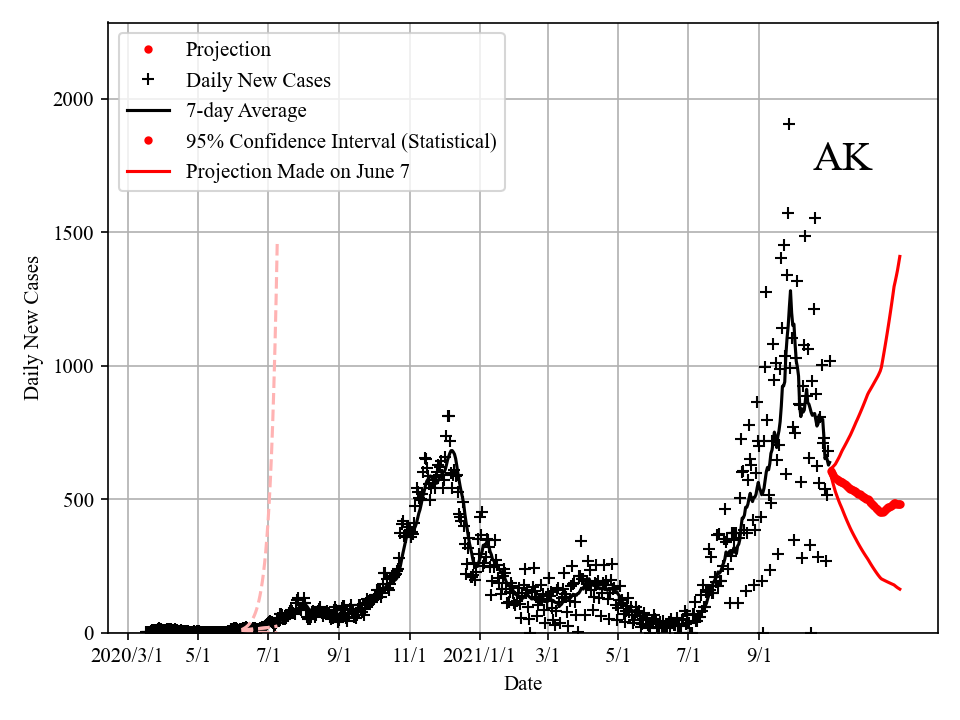 Projection
Daily New Cases
7-day Average
95% Confidence Interval (Statistical)
Projection Made on June 7
AK
Daily New Cases
2000
1500
1000
500
0
2020/3/1 5/1 7/1 9/1 11/1 2021/1/1 3/1 5/1 7/1 9/1
Date